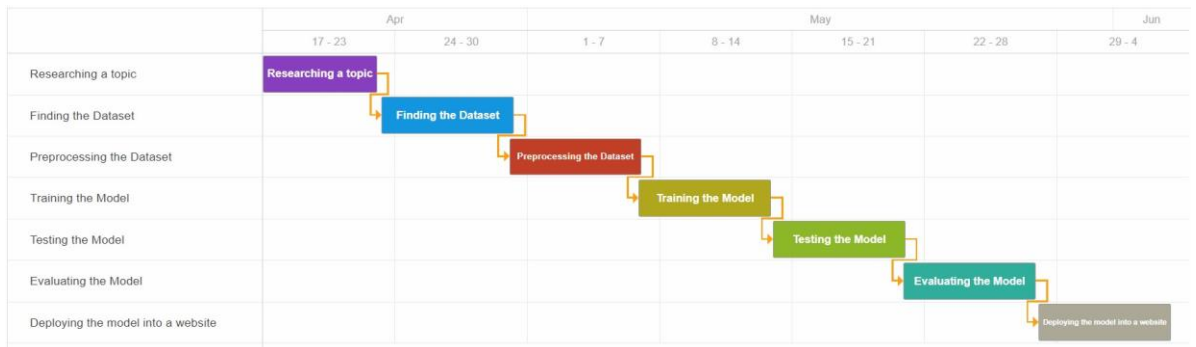 Apr May Jun
17 - 23 24 - 30 1 - 7 8 - 14 15 - 21 22 - 28 29 - 4
Researching a topic Researching a topic
Finding the Dataset Finding the Dataset
Preprocessing the Dataset Preprocessing the Dataset
Training the Model Training the Model
Testing the Model Testing the Model
Evaluating the Model Evaluating the Model
Deploying the model into a website Deploying the model into a website